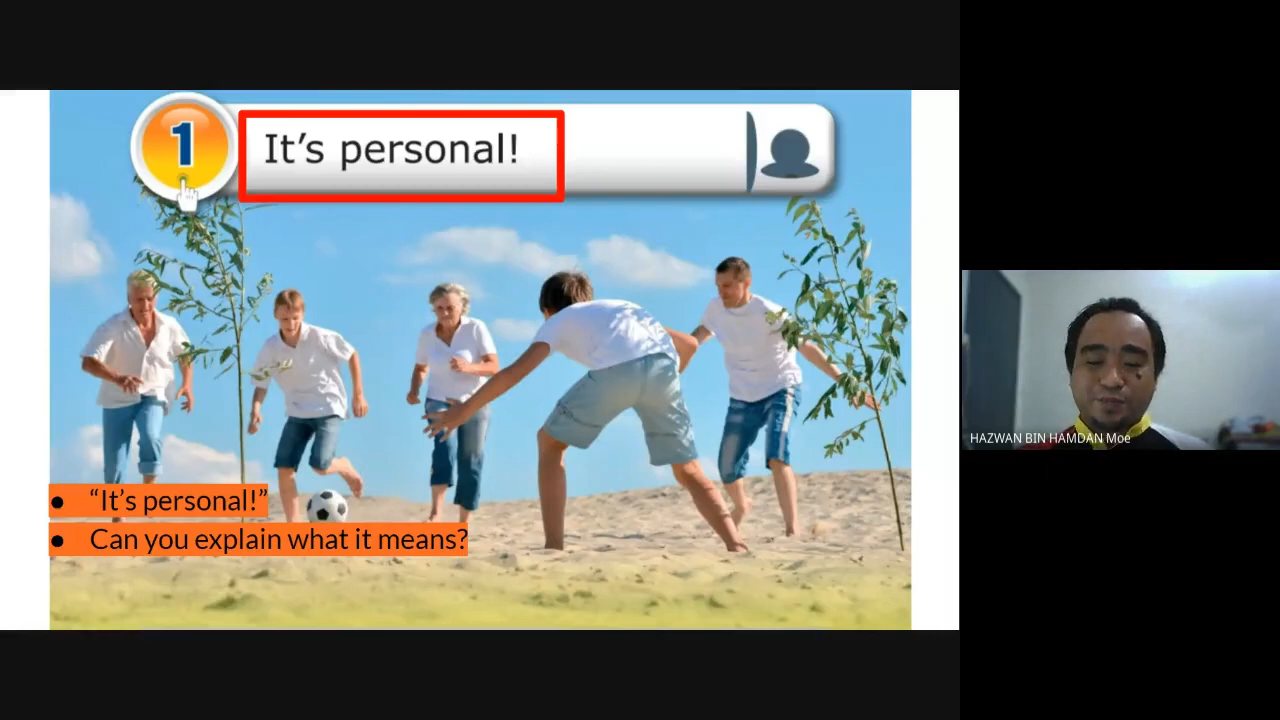 1
It's personal!
● “It's personal!”
● Can you explain what it means?
HAZWAN BIN HAMDAN Moe